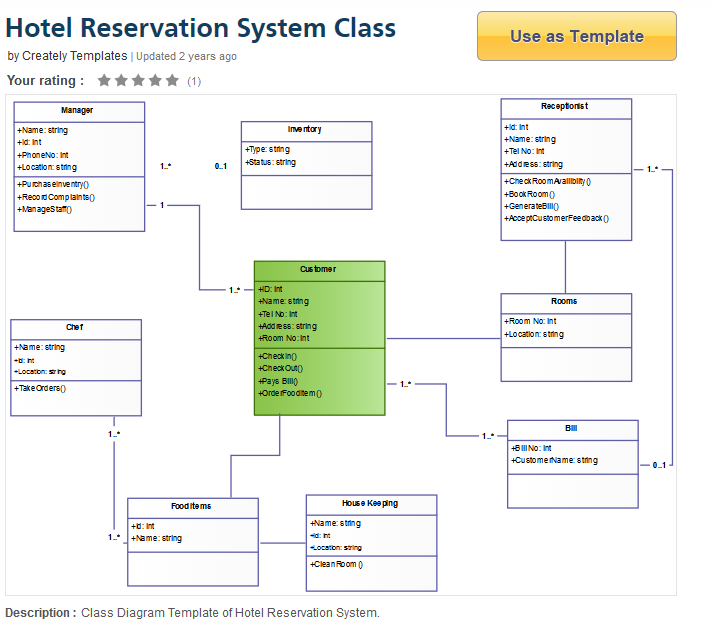 Hotel Reservation System Class
Use as Template
by Creately Templates | Updated 2 years ago
Your rating : (1)
Manager
+Name: string
+Id: Int
+PhoneNo: Int
+Location: string
+PurchaseInventry()
+RecordComplaints()
+ManageStaff()
1..*
0..1
1
Inventory
+Type: string
+Status: string
Receptionist
+Id: Int
+Name: string
+Tel No: Int
+Address: string
+CheckRoomAvailiblity()
+BookRoom()
+GenerateBill()
+AcceptCustomerFeedback()
1..*
Customer
+ID: Int
+Name: string
+Tel No: Int
+Address: string
+Room No: Int
+CheckIn()
+CheckOut()
+Pays Bill()
+OrderFoodItem()
1..*
1..*
Rooms
+Room No: Int
+Location: string
Chef
+Name: string
+Id: Int
+Location: string
+TakeOrders()
1..*
1..*
Bill
+Bill No: Int
+CustomerName: string
1..*
0..1
Food Items
+Id: Int
+Name: string
House Keeping
+Name: string
+Id: Int
+Location: string
+CleanRoom()
Description : Class Diagram Template of Hotel Reservation System.